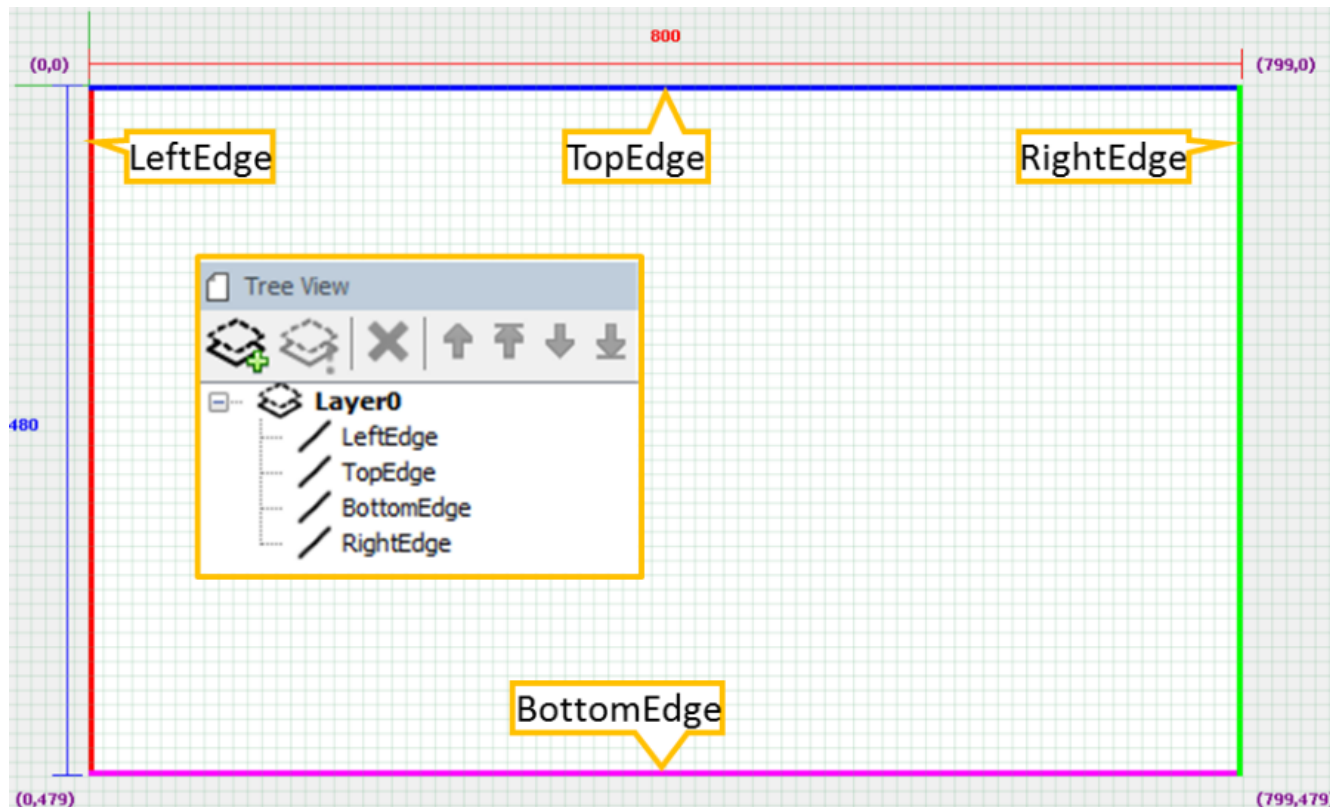 800
(0,0)
(799,0)
LeftEdge
TopEdge
RightEdge
Tree View
Layer0
480
LeftEdge
TopEdge
BottomEdge
RightEdge
BottomEdge
(0,479)
(799,479)